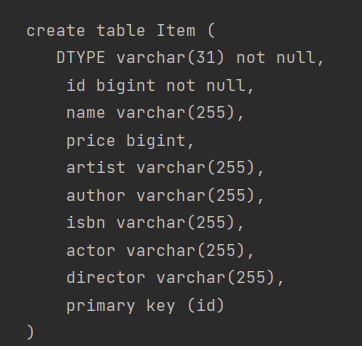 create table Item (
DTYPE varchar(31) not null,
id bigint not null,
name varchar(255),
price bigint,
artist varchar(255),
author varchar(255),
isbn varchar(255),
actor varchar(255),
director varchar(255),
primary key (id)
)